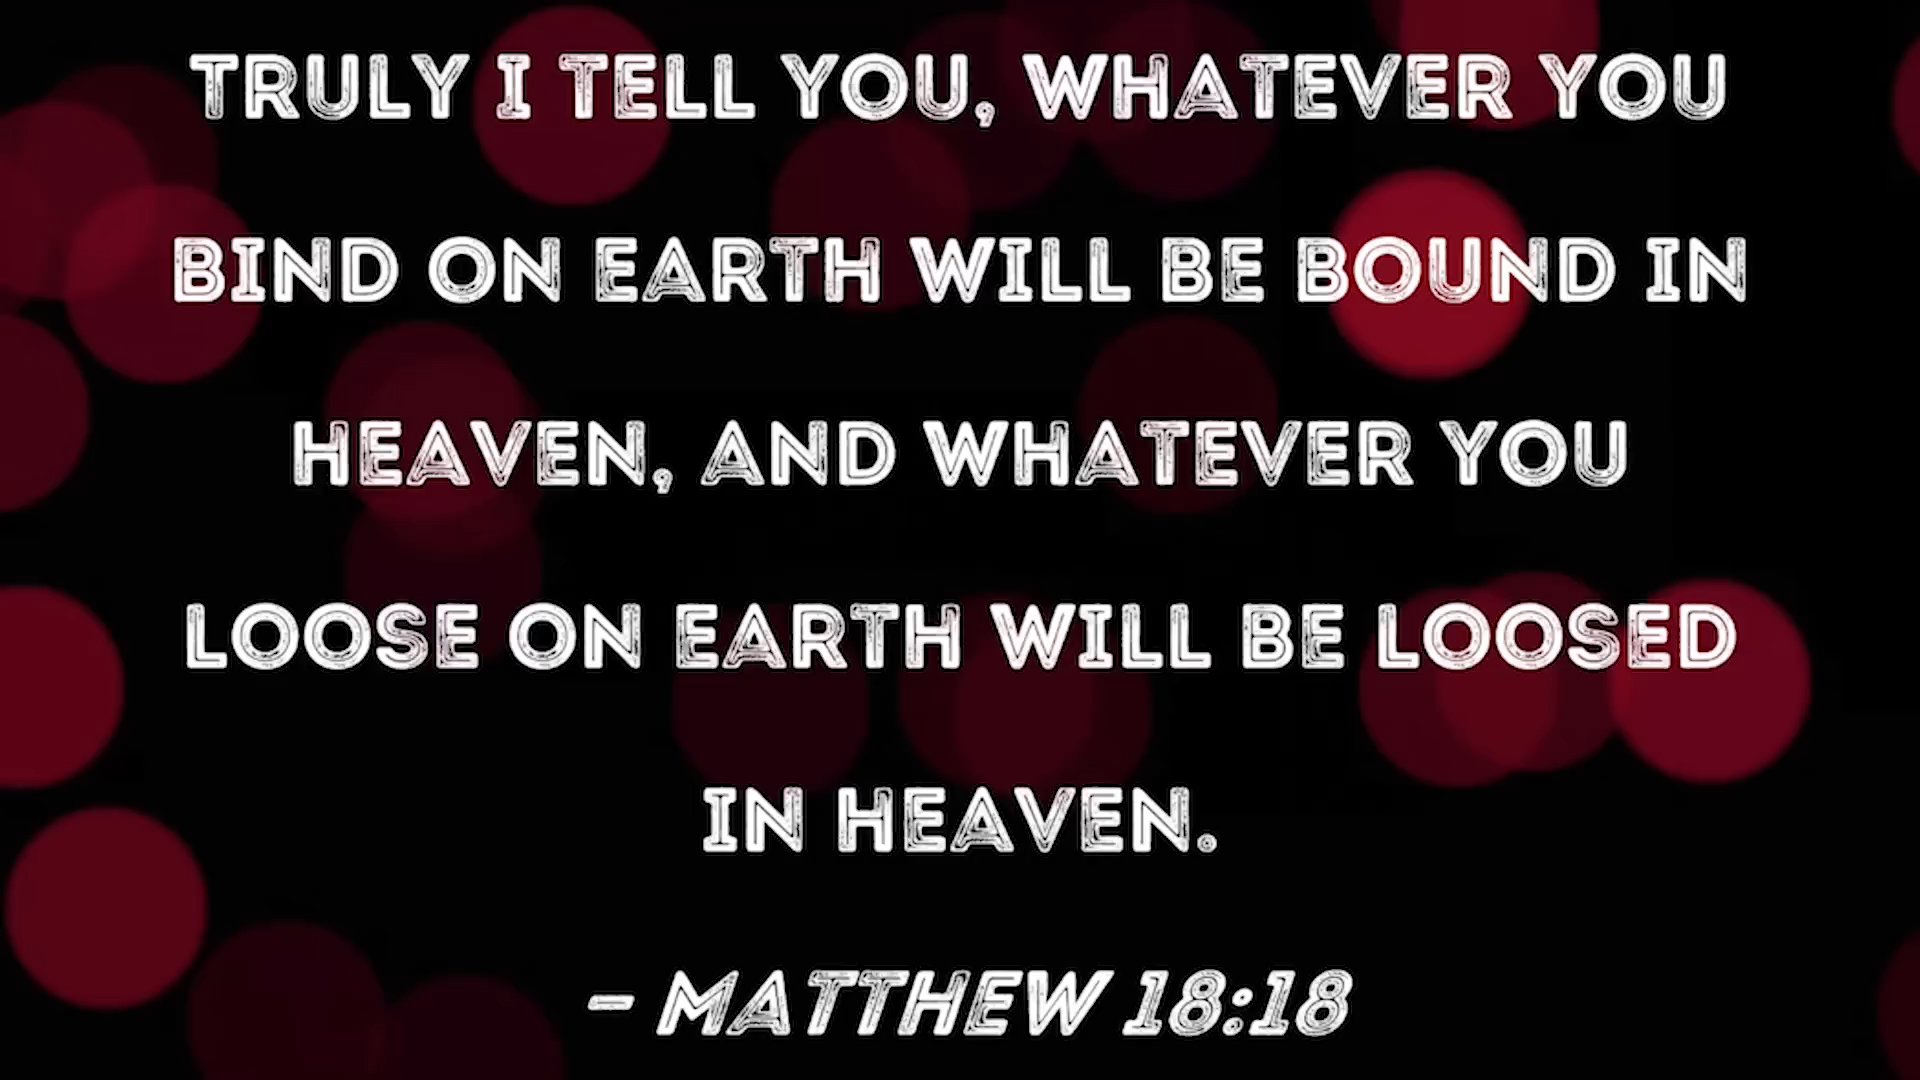 TRULY I TELL YOU, WHATEVER YOU
BIND ON EARTH WILL BE BOUND IN
HEAVEN, AND WHATEVER YOU
LOOSE ON EARTH WILL BE LOOSED
IN HEAVEN.
– MATTHEW 18:18